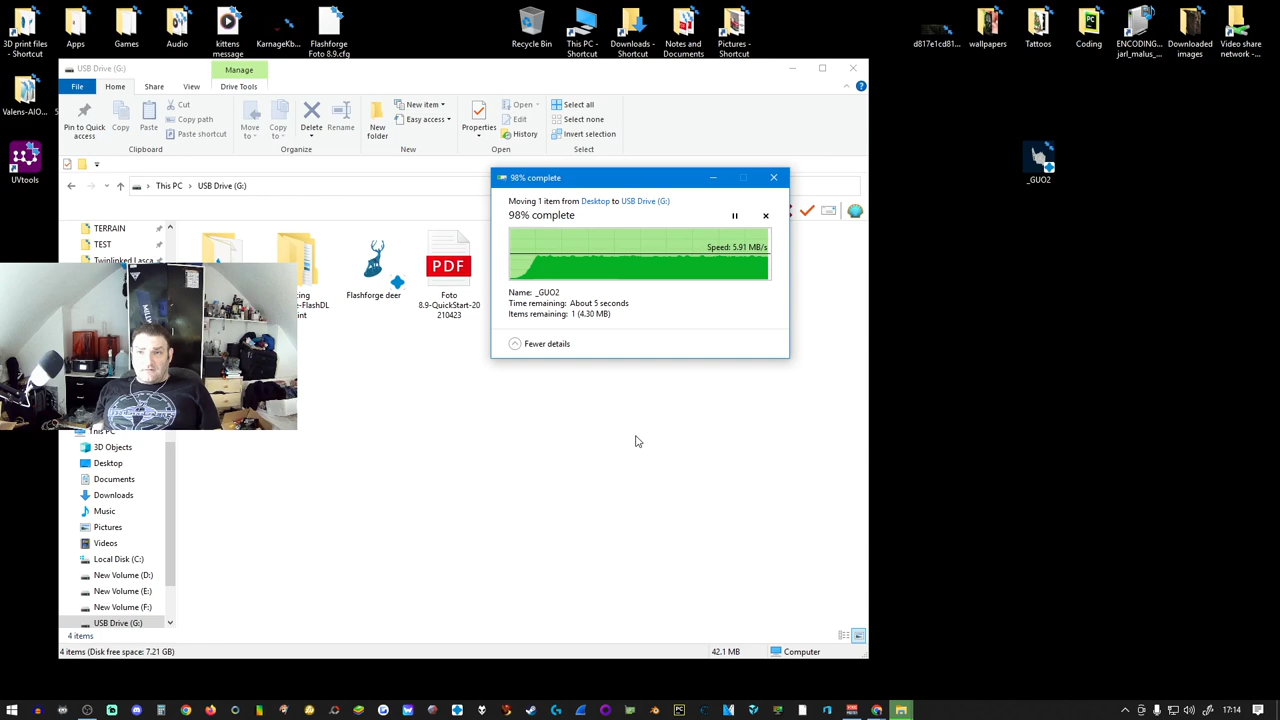 3D print files
- Shortcut
Apps
Games
Audio
kittens
message
KarnageKb...
Flashforge
Foto 8.9.cfg
Recycle Bin
This PC -
Shortcut
Downloads -
Shortcut
Notes and
Documents
Pictures -
Shortcut
d817e1cd81...
wallpapers
Tattoos
Coding
ENCODING...
jarl_malus_...
Downloaded
images
Video share
network -...
Valens-AIO...
UVtools
_GUO2
USB Drive (G:)
Manage
File
Home
Share
View
Drive Tools
Pin to Quick
access
Copy
Paste
Cut
Copy path
Paste shortcut
Clipboard
Move
to
Copy
to
Delete
Rename
Organize
New
folder
New item
Easy access
New
Properties
Open
Edit
History
Open
Select all
Select none
Invert selection
Select
This PC
USB Drive (G:)
TERRAIN
TEST
Twinlinked Lasca
Flashforge deer
PDF
Foto
8.9-QuickStart-20
210423
98% complete
Moving 1 item from Desktop to USB Drive (G:)
98% complete
Speed: 5.91 MB/s
Name: _GUO2
Time remaining: About 5 seconds
Items remaining: 1 (4.30 MB)
Fewer details
This PC
3D Objects
Desktop
Documents
Downloads
Music
Pictures
Videos
Local Disk (C:)
New Volume (D:)
New Volume (E:)
New Volume (F:)
USB Drive (G:)
4 items
4 items (Disk free space: 7.21 GB)
42.1 MB
Computer
17:14